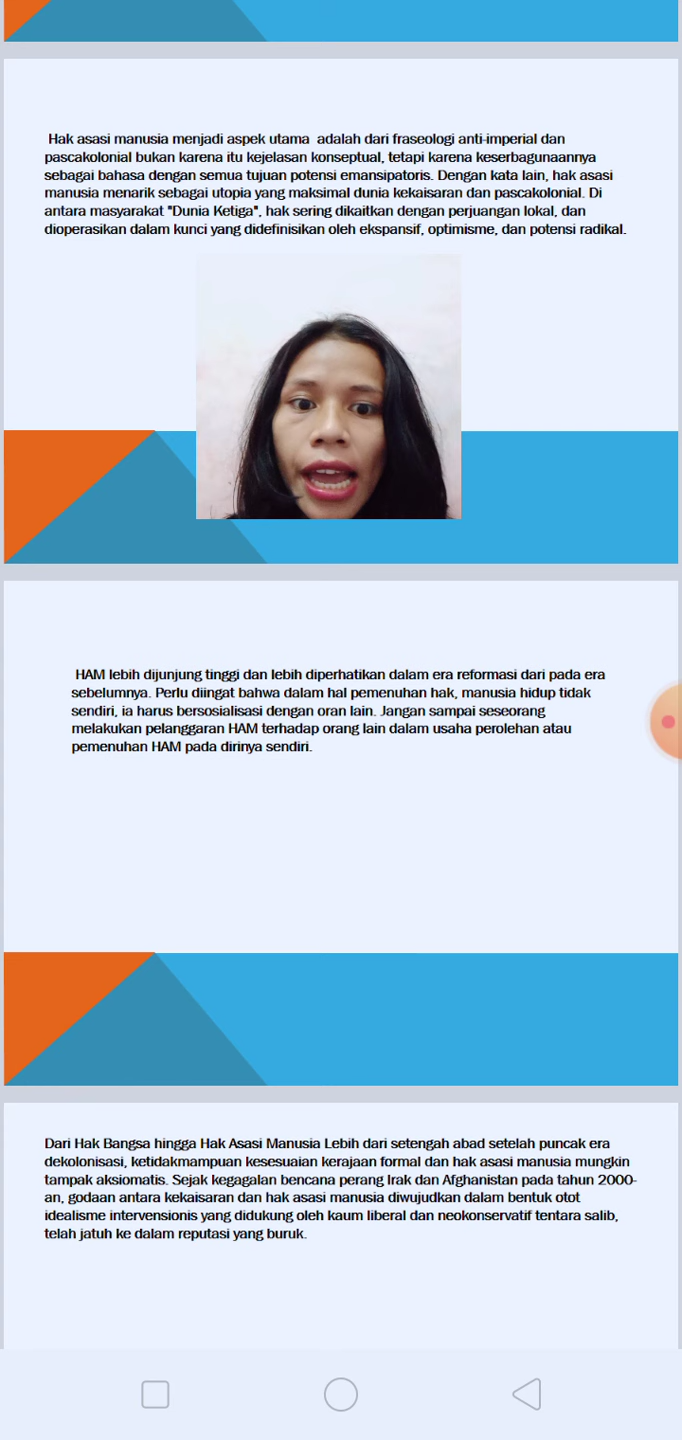 Hak asasi manusia menjadi aspek utama  adalah dari fraseologi anti-imperial dan
pascakolonial bukan karena itu kejelasan konseptual, tetapi karena keserbagunaannya
sebagai bahasa dengan semua tujuan potensi emansipatoris. Dengan kata lain, hak asasi
manusia menarik sebagai utopia yang maksimal dunia kekaisaran dan pascakolonial. Di
antara masyarakat "Dunia Ketiga", hak sering dikaitkan dengan perjuangan lokal, dan
dioperasikan dalam kunci yang didefinisikan oleh ekspansif, optimisme, dan potensi radikal.
HAM lebih dijunjung tinggi dan lebih diperhatikan dalam era reformasi dari pada era
sebelumnya. Perlu diingat bahwa dalam hal pemenuhan hak, manusia hidup tidak
sendiri, ia harus bersosialisasi dengan oran lain. Jangan sampai seseorang
melakukan pelanggaran HAM terhadap orang lain dalam usaha perolehan atau
pemenuhan HAM pada dirinya sendiri.
Dari Hak Bangsa hingga Hak Asasi Manusia Lebih dari setengah abad setelah puncak era
dekolonisasi, ketidakmampuan kesesuaian kerajaan formal dan hak asasi manusia mungkin
tampak aksiomatis. Sejak kegagalan bencana perang Irak dan Afghanistan pada tahun 2000-
an, godaan antara kekaisaran dan hak asasi manusia diwujudkan dalam bentuk otot
idealisme intervensionis yang didukung oleh kaum liberal dan neokonservatif tentara salib,
telah jatuh ke dalam reputasi yang buruk.